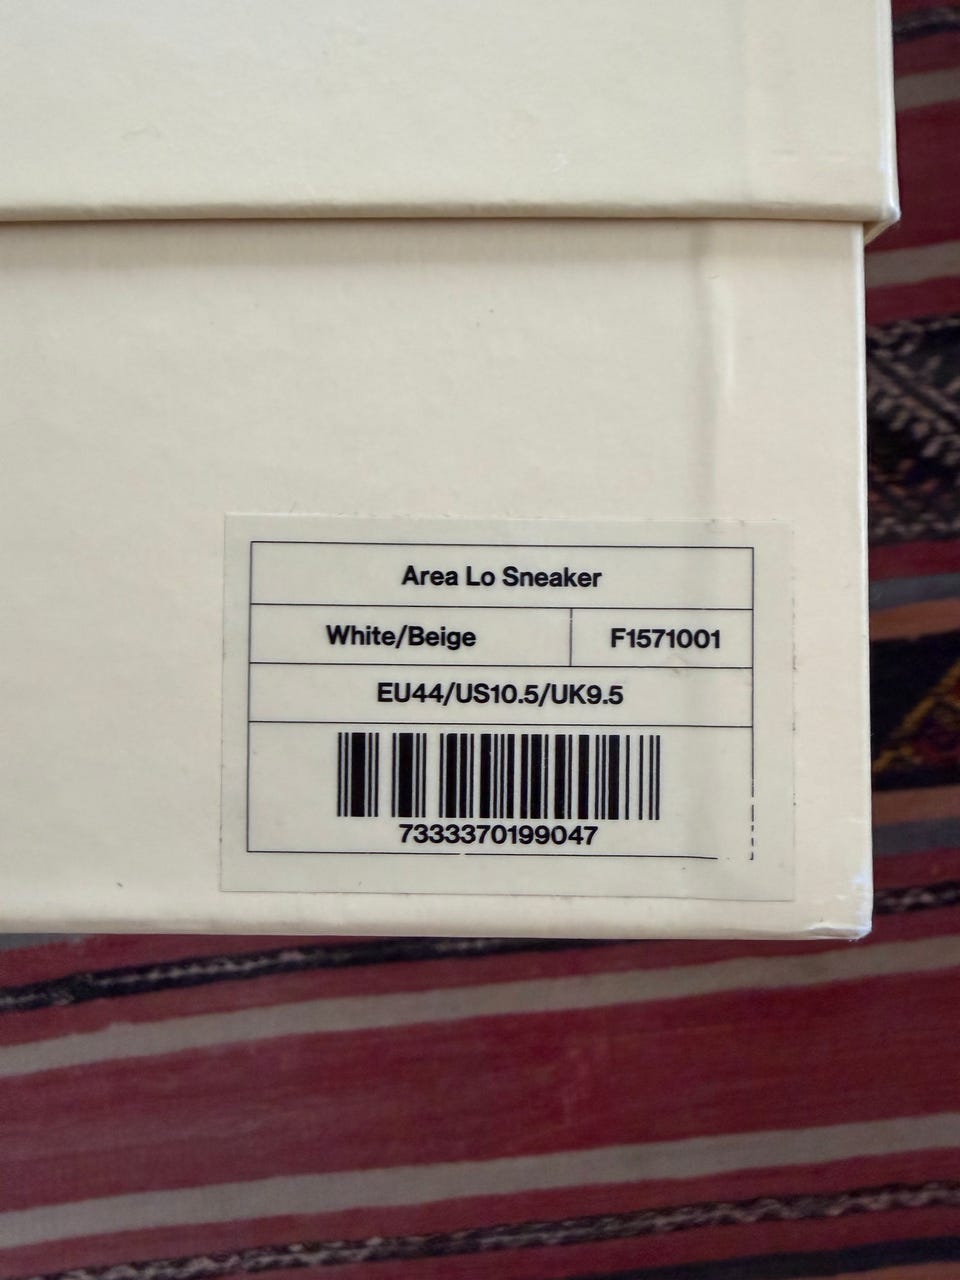 Area Lo Sneaker
White/Beige F1571001
EU44/US10.5/UK9.5
7333370199047